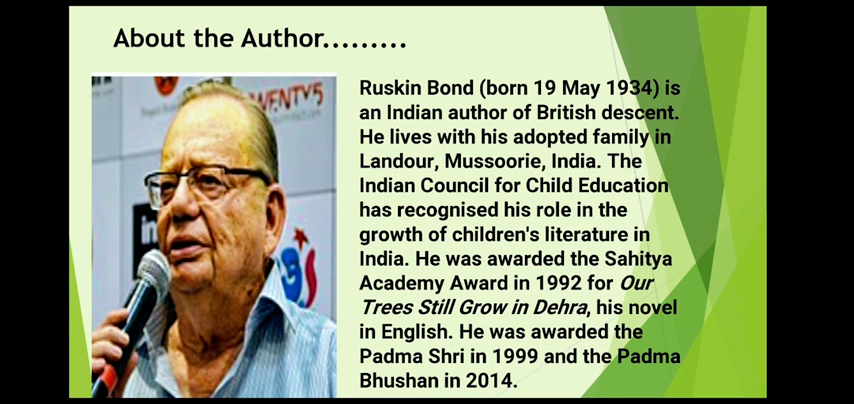 About the Author.........
WENTY5
Ruskin Bond (born 19 May 1934) is
an Indian author of British descent.
He lives with his adopted family in
Landour, Mussoorie, India. The
Indian Council for Child Education
has recognised his role in the
growth of children's literature in
India. He was awarded the Sahitya
Academy Award in 1992 for Our
Trees Still Grow in Dehra, his novel
in English. He was awarded the
Padma Shri in 1999 and the Padma
Bhushan in 2014.